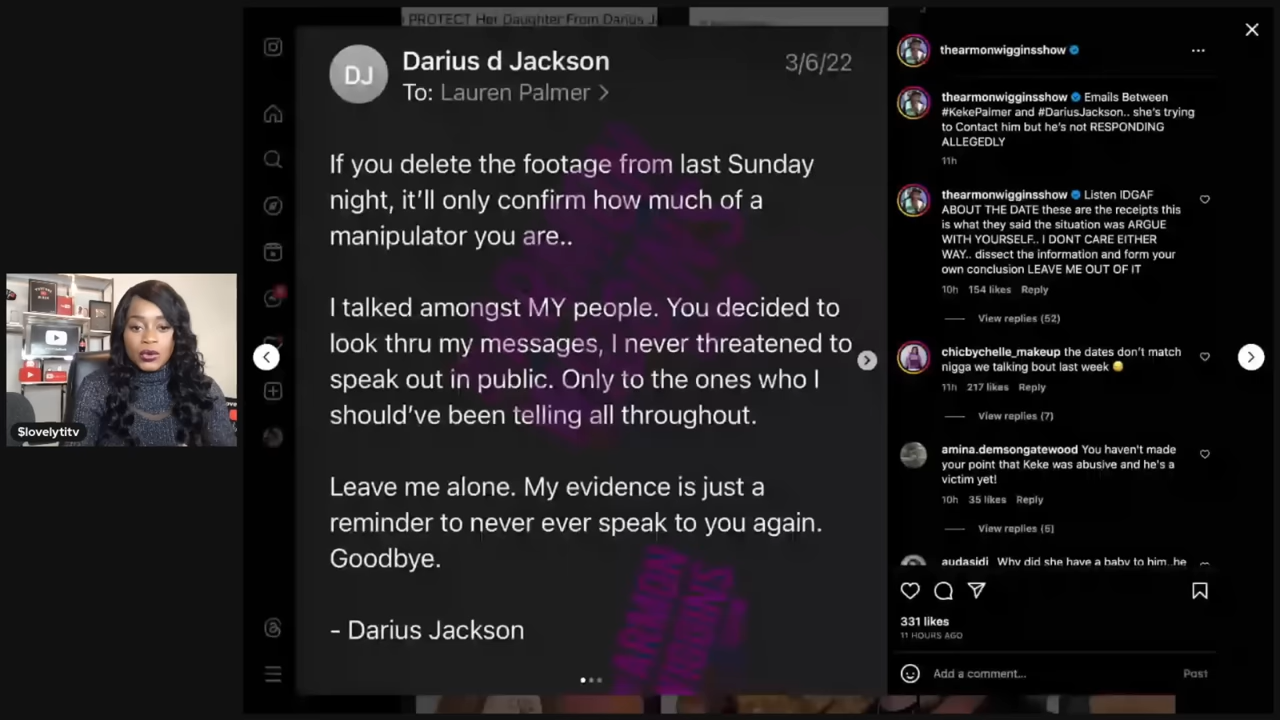 PROTECT Her Daughter From Darius J
DJ
Darius d Jackson
3/6/22
To: Lauren Palmer >
If you delete the footage from last Sunday
night, it'll only confirm how much of a
manipulator you are..
I talked amongst MY people. You decided to
look thru my messages, I never threatened to
speak out in public. Only to the ones who I
should've been telling all throughout.
Leave me alone. My evidence is just a
reminder to never ever speak to you again.
Goodbye.
- Darius Jackson
ARMON
WIGGINS
$lovelytitv
thearmonwigginsshow
thearmonwigginsshow Emails Between
#KekePalmer and #DariusJackson.. she's trying
to Contact him but he's not RESPONDING
ALLEGEDLY
11h
thearmonwigginsshow Listen IDGAF
ABOUT THE DATE these are the receipts this
is what they said the situation was ARGUE
WITH YOURSELF.. I DONT CARE EITHER
WAY.. dissect the information and form your
own conclusion LEAVE ME OUT OF IT
10h 154 likes Reply
View replies (52)
chicbychelle_makeup the dates don't match
nigga we talking bout last week 🥴
11h 217 likes Reply
View replies (7)
amina.demsongatewood You haven't made
your point that Keke was abusive and he's a
victim yet!
10h 35 likes Reply
View replies (5)
audasidi Why did she have a baby to him..he
331 likes
11 HOURS AGO
Add a comment...
Post